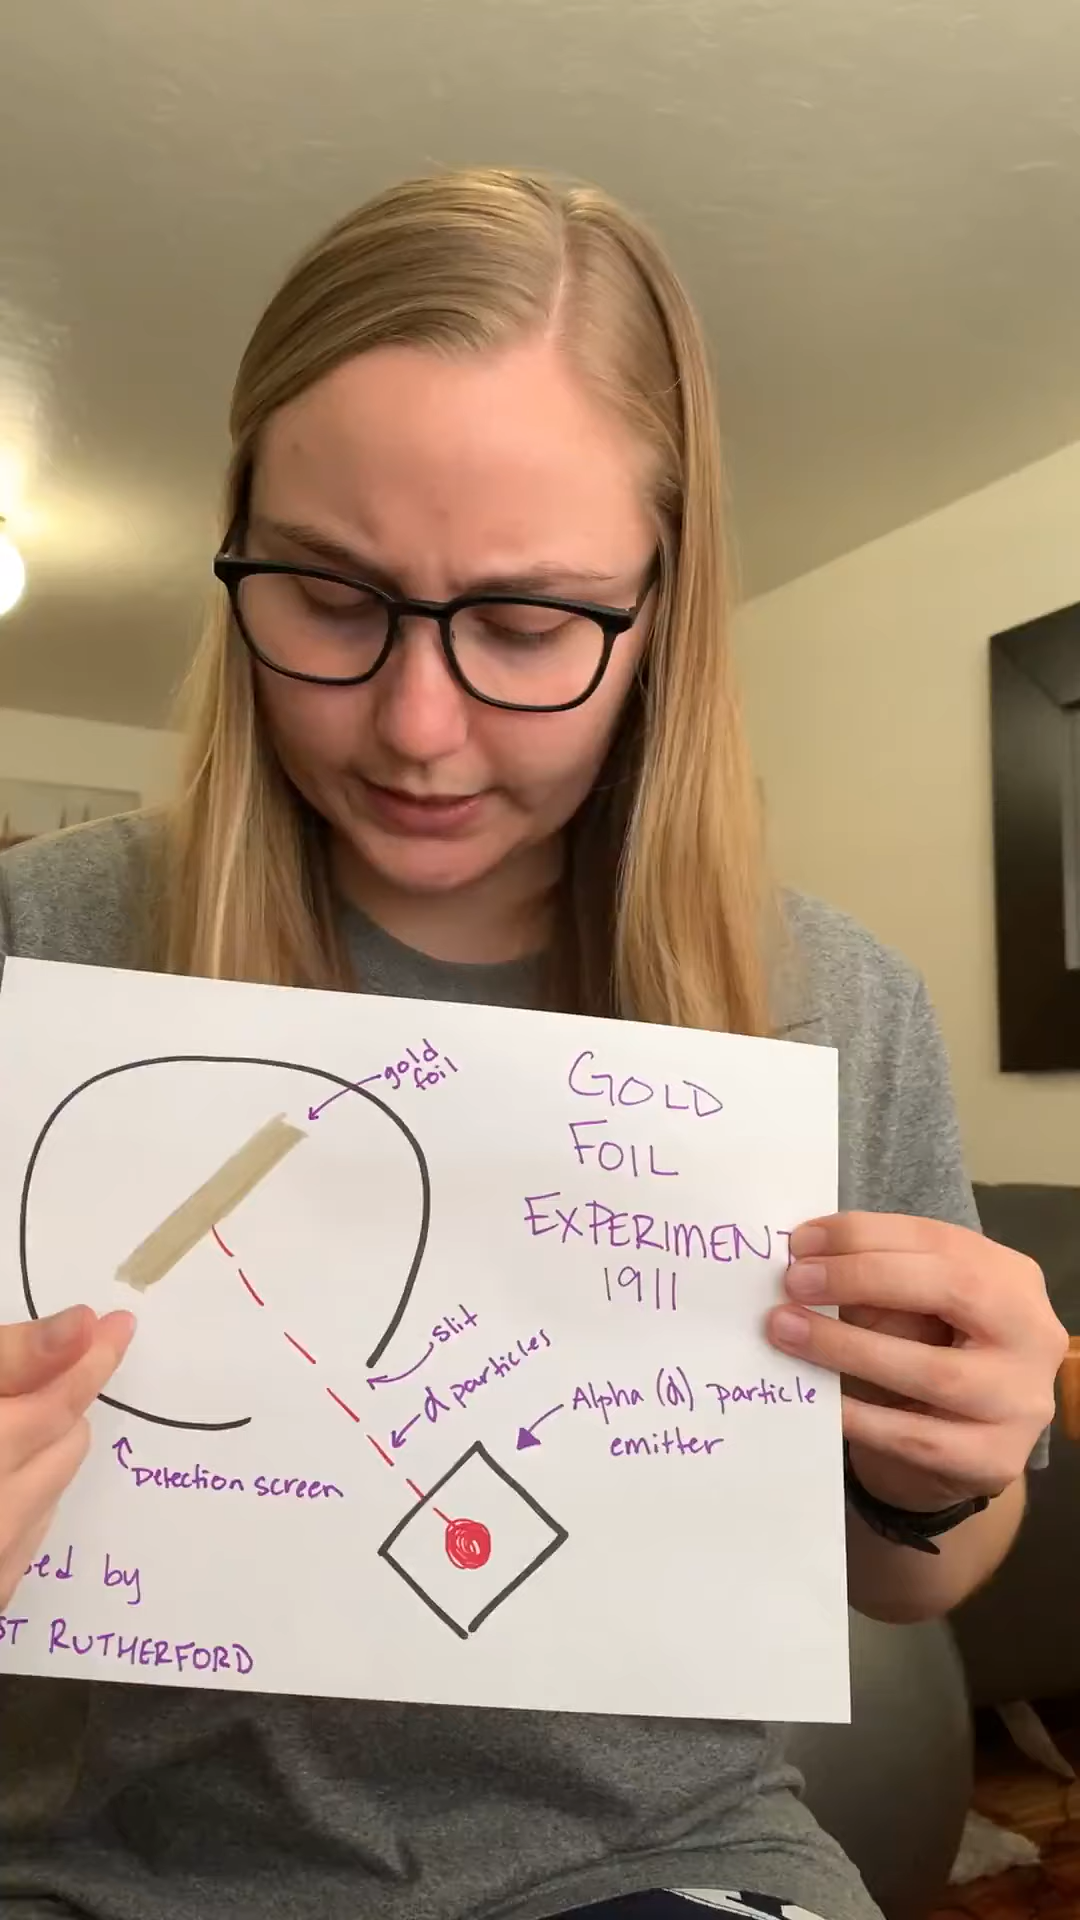 gold
foil
GOLD
FOIL
EXPERIMENT
1911
slit
α particles
Alpha (α) particle
emitter
Detection screen
by
RUTHERFORD